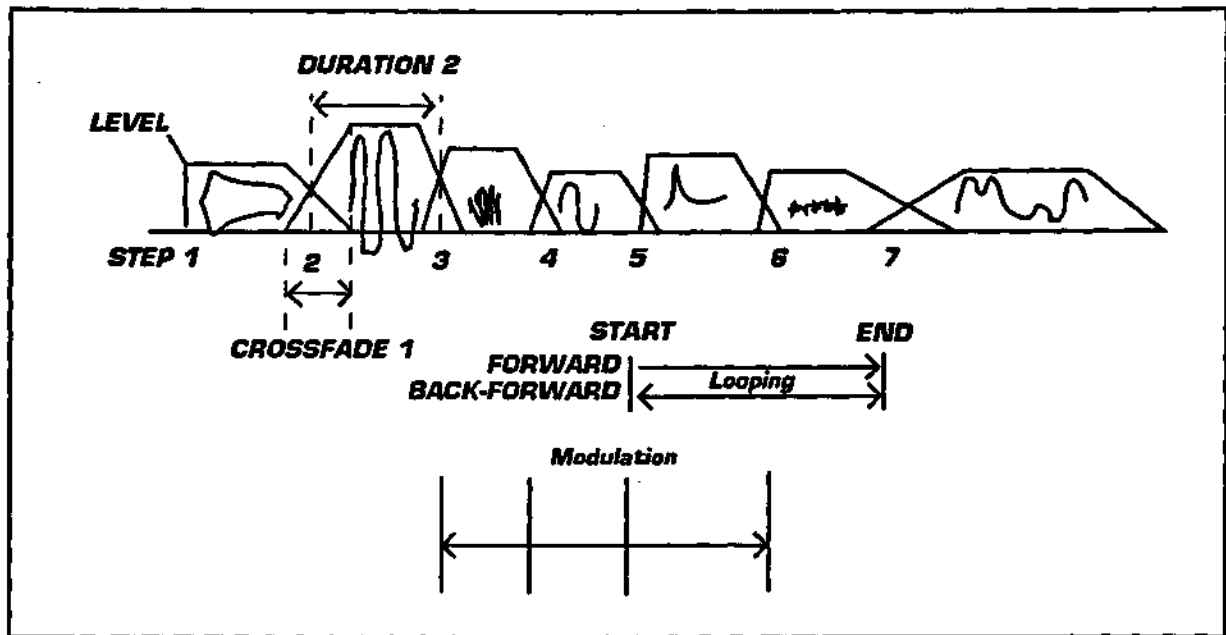 DURATION 2
LEVEL
STEP 1 2 3 4 5 6 7
CROSSFADE 1
START END
FORWARD
BACK-FORWARD
Looping
Modulation